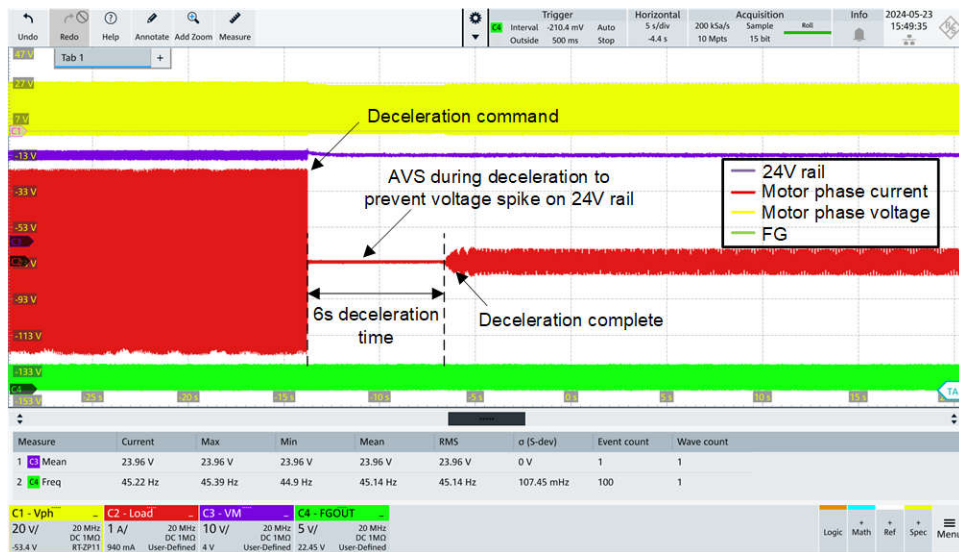 Undo
Redo
Help
Annotate
Add Zoom
Measure
Trigger
C4 Interval -210.4 mV Auto
Outside 500 ms Stop
Horizontal
5 s/div
-4.4 s
Acquisition
200 kSa/s Sample Roll
10 Mpts 15 bit
Info
2024-05-23
15:49:35
47 V
Tab 1 +
27 V
7 V
C1
-13 V
-33 V
-53 V
C3
C2
-93 V
-113 V
-133 V
C4
-153 V
Deceleration command
AVS during deceleration to
prevent voltage spike on 24V rail
24V rail
Motor phase current
Motor phase voltage
FG
6s deceleration
time
Deceleration complete
-25 s
-20 s
-15 s
-10 s
-5 s
0 s
5 s
10 s
15 s
TA
Measure Current Max Min Mean RMS σ (S-dev) Event count Wave count
1 C3 Mean 23.96 V 23.96 V 23.96 V 23.96 V 23.96 V 0 V 1 1
2 C4 Freq 45.22 Hz 45.39 Hz 44.9 Hz 45.14 Hz 45.14 Hz 107.45 mHz 100 1
C1 - Vph
20 V/ 20 MHz
DC 1MΩ
-53.4 V RT-ZP11
C2 - Load
1 A/ 20 MHz
DC 1MΩ
940 mA User-Defined
C3 - VM
10 V/ 20 MHz
DC 1MΩ
4 V User-Defined
C4 - FGOUT
5 V/ 20 MHz
DC 1MΩ
22.45 V User-Defined
Logic
+
Math
+
Ref
+
Spec
Menu